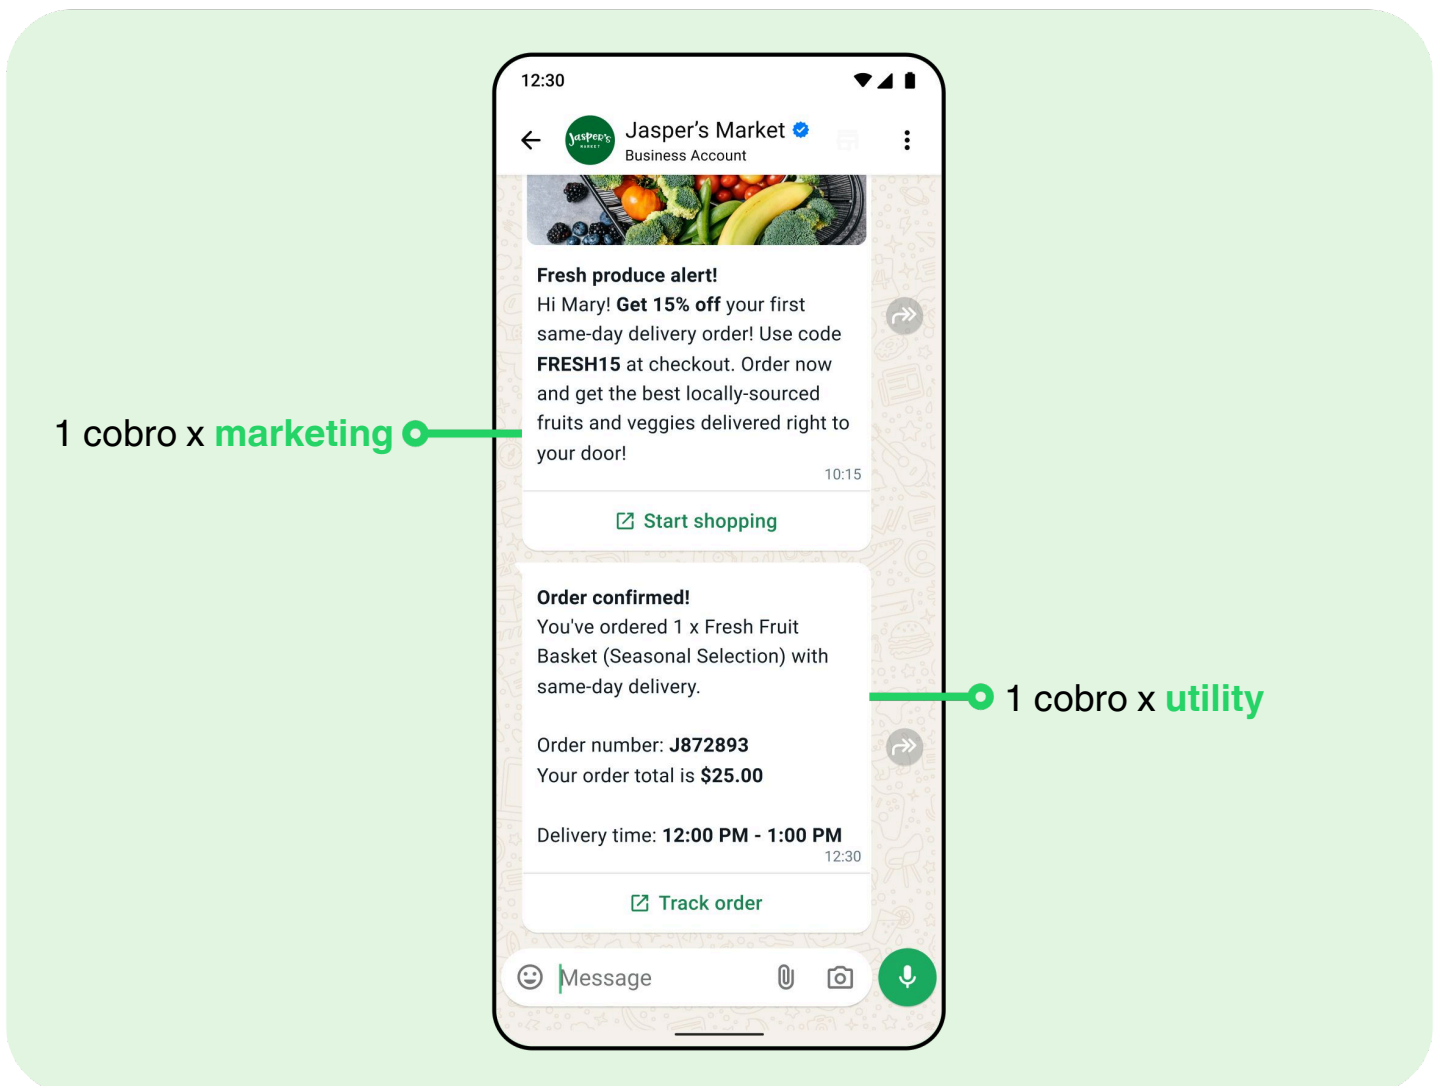 12:30
Jasper's
MARKET
Jasper's Market
Business Account
Fresh produce alert!
Hi Mary! Get 15% off your first
same-day delivery order! Use code
FRESH15 at checkout. Order now
and get the best locally-sourced
fruits and veggies delivered right to
your door!
10:15
Start shopping
1 cobro x marketing
Order confirmed!
You've ordered 1 x Fresh Fruit
Basket (Seasonal Selection) with
same-day delivery.
Order number: J872893
Your order total is $25.00
Delivery time: 12:00 PM - 1:00 PM
12:30
Track order
1 cobro x utility
Message